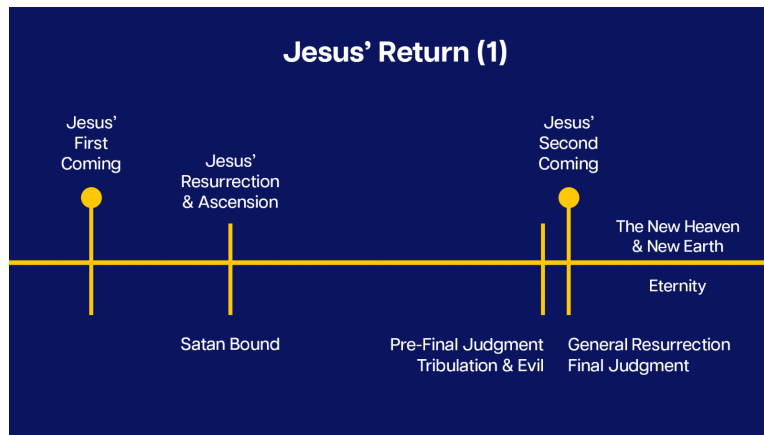 Jesus’ Return (1)
Jesus’
First
Coming
Jesus’
Resurrection
& Ascension
Jesus’
Second
Coming
The New Heaven
& New Earth
Eternity
Satan Bound
Pre-Final Judgment
Tribulation & Evil
General Resurrection
Final Judgment